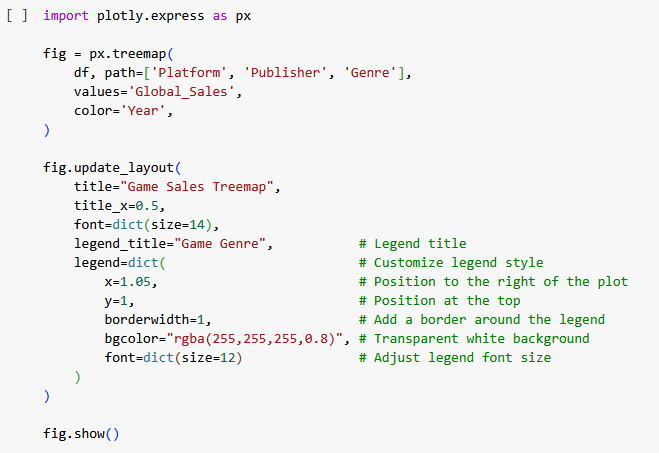 [ ] import plotly.express as px

fig = px.treemap(
    df, path=['Platform', 'Publisher', 'Genre'],
    values='Global_Sales',
    color='Year',
)

fig.update_layout(
    title="Game Sales Treemap",
    title_x=0.5,
    font=dict(size=14),
    legend_title="Game Genre",           # Legend title
    legend=dict(                         # Customize legend style
        x=1.05,                          # Position to the right of the plot
        y=1,                             # Position at the top
        borderwidth=1,                   # Add a border around the legend
        bgcolor="rgba(255,255,255,0.8)", # Transparent white background
        font=dict(size=12)               # Adjust legend font size
    )
)

fig.show()